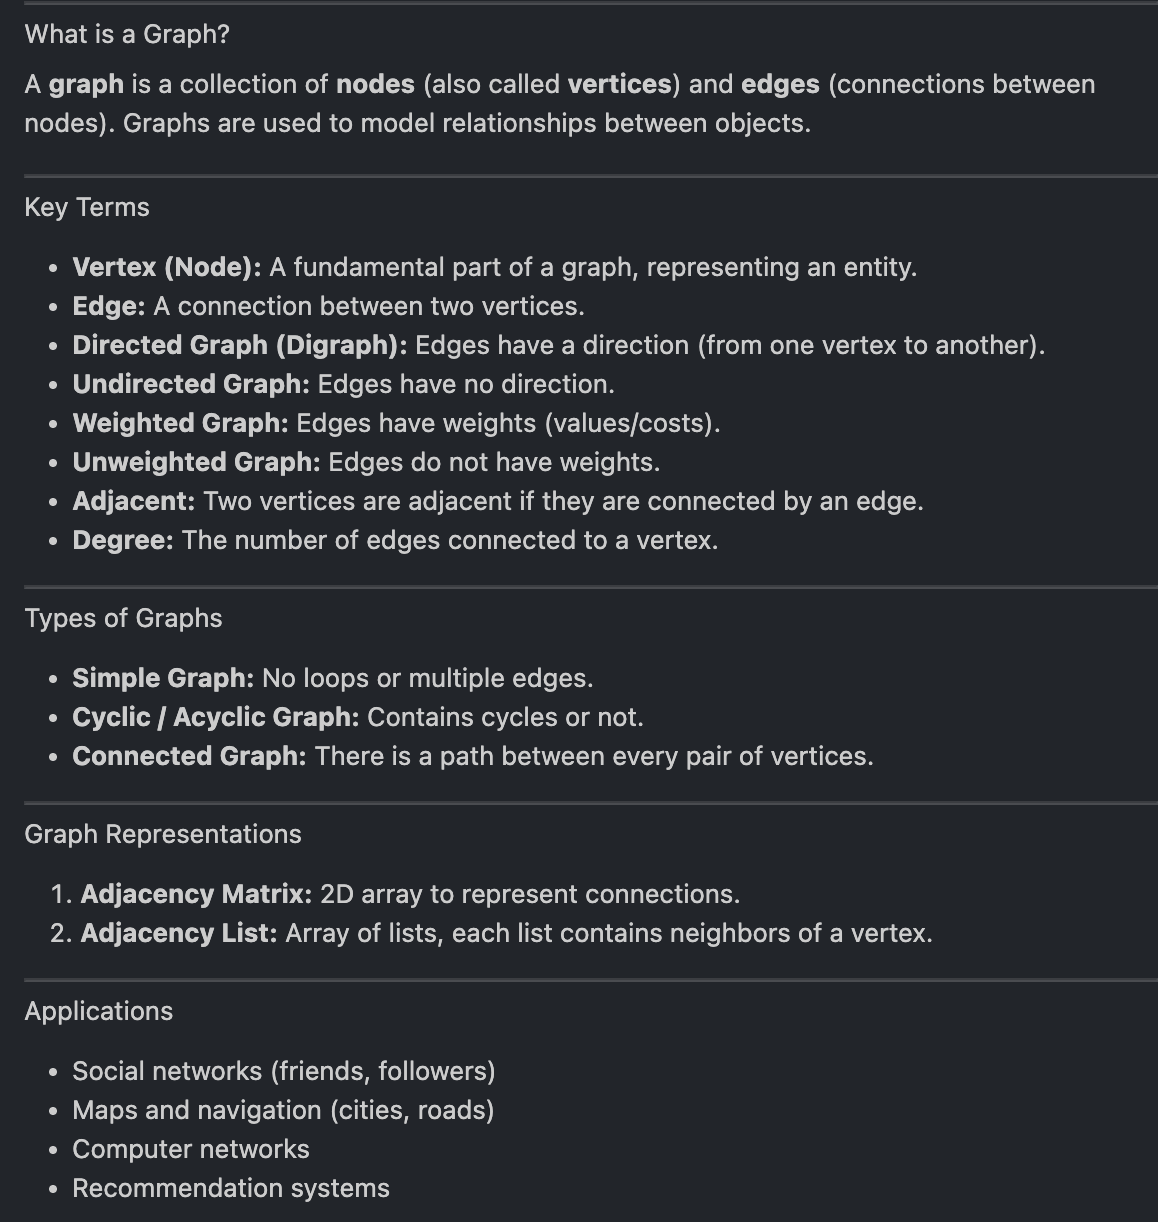 What is a Graph?
A graph is a collection of nodes (also called vertices) and edges (connections between
nodes). Graphs are used to model relationships between objects.
Key Terms
• Vertex (Node): A fundamental part of a graph, representing an entity.
• Edge: A connection between two vertices.
• Directed Graph (Digraph): Edges have a direction (from one vertex to another).
• Undirected Graph: Edges have no direction.
• Weighted Graph: Edges have weights (values/costs).
• Unweighted Graph: Edges do not have weights.
• Adjacent: Two vertices are adjacent if they are connected by an edge.
• Degree: The number of edges connected to a vertex.
Types of Graphs
• Simple Graph: No loops or multiple edges.
• Cyclic / Acyclic Graph: Contains cycles or not.
• Connected Graph: There is a path between every pair of vertices.
Graph Representations
1. Adjacency Matrix: 2D array to represent connections.
2. Adjacency List: Array of lists, each list contains neighbors of a vertex.
Applications
• Social networks (friends, followers)
• Maps and navigation (cities, roads)
• Computer networks
• Recommendation systems